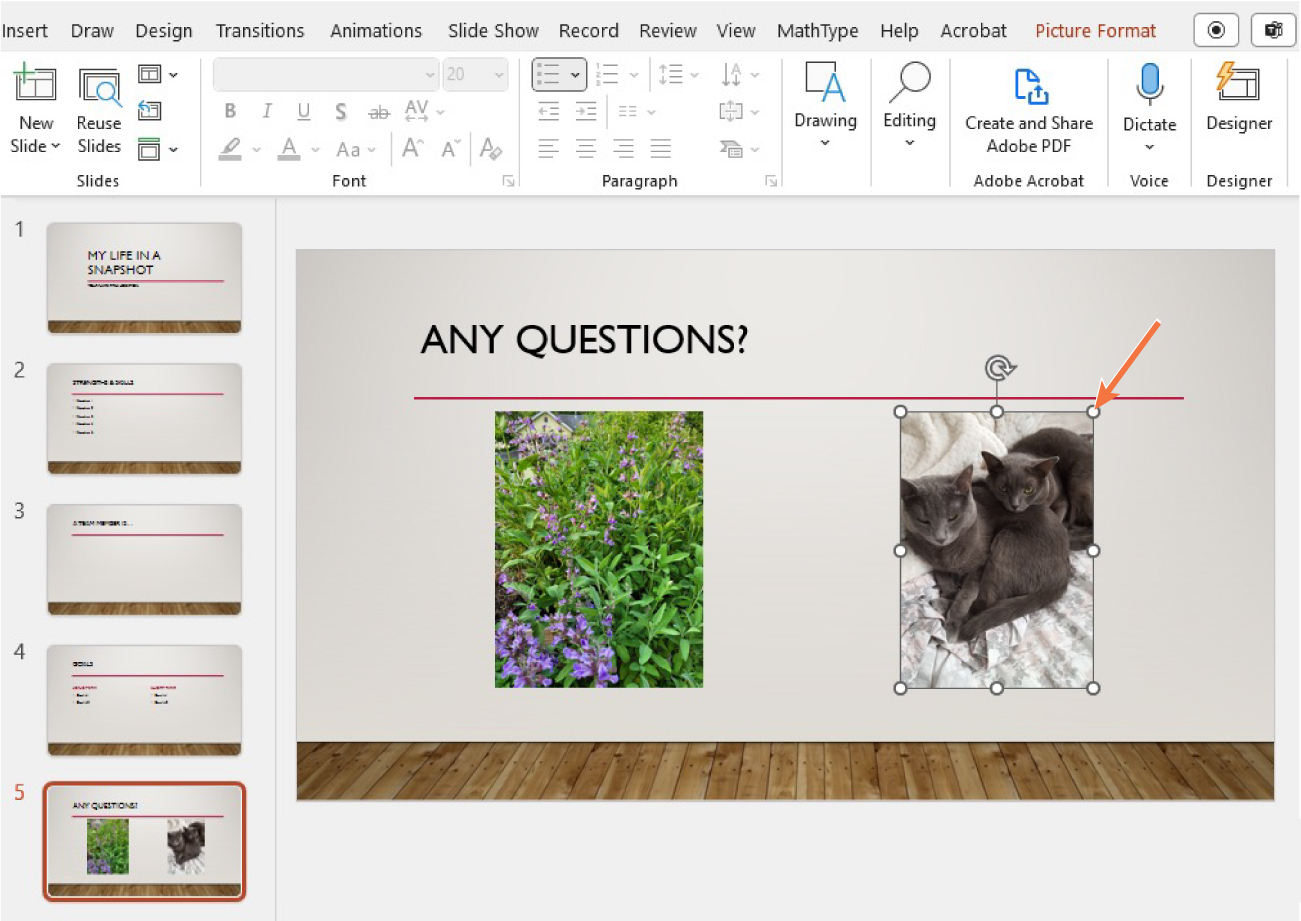 Insert Draw Design Transitions Animations Slide Show Record Review View MathType Help Acrobat Picture Format
New Slide
Reuse Slides
Slides
20
B I U S ab AV
A Aa A A A
Font
Paragraph
Drawing
Editing
Create and Share Adobe PDF
Adobe Acrobat
Dictate
Voice
Designer
Designer
1
MY LIFE IN A
SNAPSHOT
2
STRENGTHS & SKILLS
3
A TEAM MEMBER IS...
4
GOALS
5
ANY QUESTIONS?
ANY QUESTIONS?